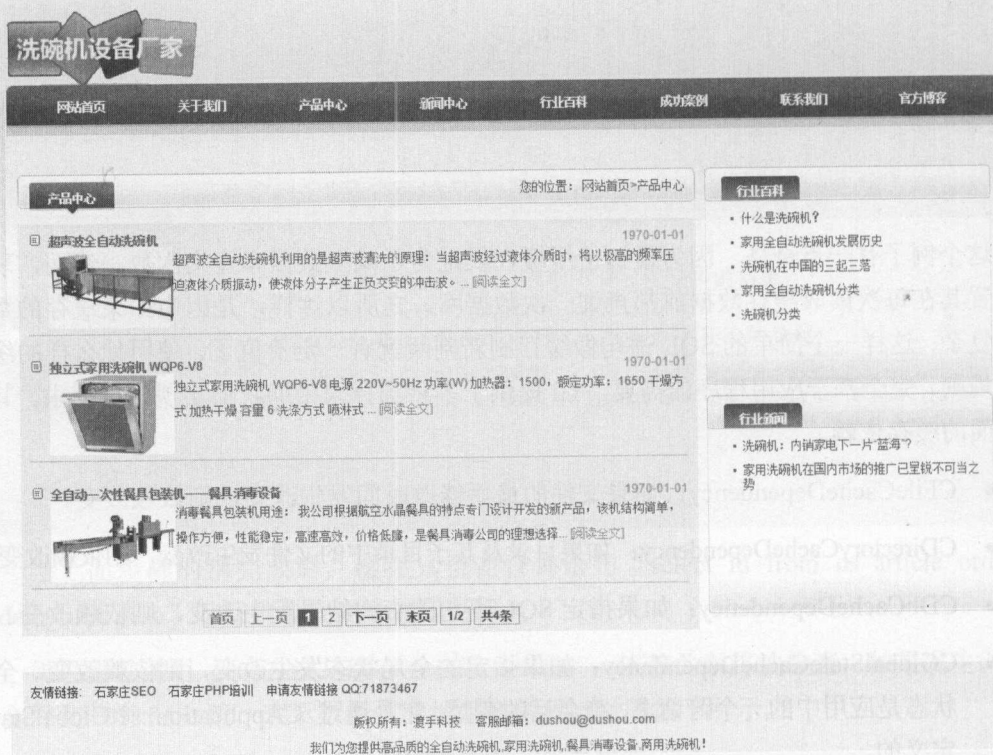 洗碗机设备厂家
网站首页 关于我们 产品中心 新闻中心 行业百科 成功案例 联系我们 官方博客
产品中心
您的位置：网站首页>产品中心
超声波全自动洗碗机 1970-01-01
超声波全自动洗碗机利用的是超声波清洗的原理：当超声波经过液体介质时，将以极高的频率压
迫液体介质振动，使液体分子产生正负交变的冲击波。... [阅读全文]
独立式家用洗碗机 WQP6-V8 1970-01-01
独立式家用洗碗机 WQP6-V8 电源 220V~50Hz 功率(W) 加热器：1500，额定功率：1650 干燥方
式 加热干燥 容量 6 洗涤方式 喷淋式 ... [阅读全文]
全自动一次性餐具包装机——餐具消毒设备 1970-01-01
消毒餐具包装机用途： 我公司根据航空水晶餐具的特点专门设计开发的新产品，该机结构简单，
操作方便，性能稳定，高速高效，价格低廉，是餐具消毒公司的理想选择... [阅读全文]
首页 上一页 1 2 下一页 末页 1/2 共4条
行业百科
什么是洗碗机？
家用全自动洗碗机发展历史
洗碗机在中国的三起三落
家用全自动洗碗机分类
洗碗机分类
行业新闻
洗碗机：内销家电下一片“蓝海”？
家用洗碗机在国内市场的推广已呈锐不可当之
势
友情链接: 石家庄SEO 石家庄PHP培训 申请友情链接 QQ:71873467
版权所有：渡手科技 客服邮箱：dushou@dushou.com
我们为您提供高品质的全自动洗碗机,家用洗碗机,餐具消毒设备,商用洗碗机！